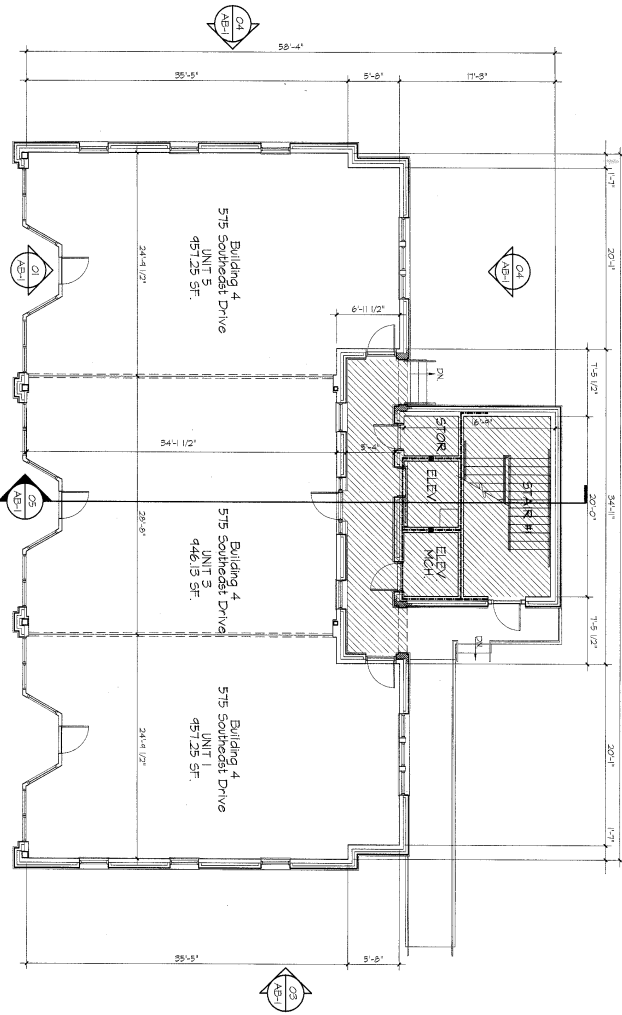 04
AB-1
58'-4"
35'-5"
5'-8"
17'-3"
1'-7"
20'-1"
7'-5 1/2"
34'-11"
20'-0"
7'-5 1/2"
20'-1"
1'-7"
04
AB-1
01
AB-1
24'-9 1/2"
Building 4
575 Southeast Drive
UNIT 5
957.25 SF.
6'-11 1/2"
DN.
16'-9"
STOR.
5'-4"
34'-1 1/2"
ELEV.
STAIR #1
05
AB-1
28'-8"
Building 4
575 Southeast Drive
UNIT 3
946.13 SF.
ELEV.
MCH.
DN.
24'-9 1/2"
Building 4
575 Southeast Drive
UNIT 1
957.25 SF.
35'-5"
5'-8"
03
AB-1